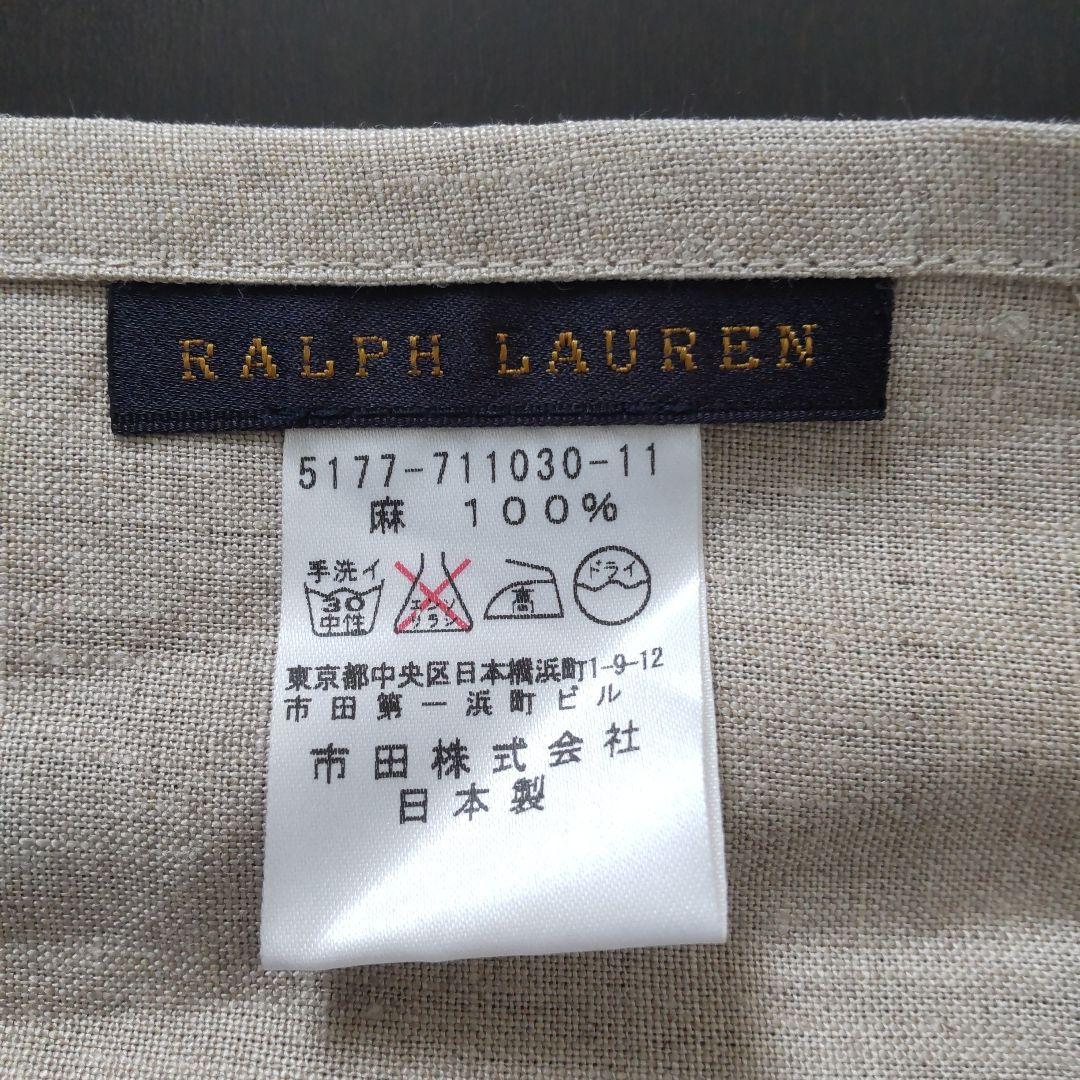 RALPH LAUREN
5177-711030-11
麻 100%
手洗イ
30
中性
エンソ
サラシ
高
ドライ
東京都中央区日本橋浜町1-9-12
市田第一浜町ビル
市田株式会社
日本製